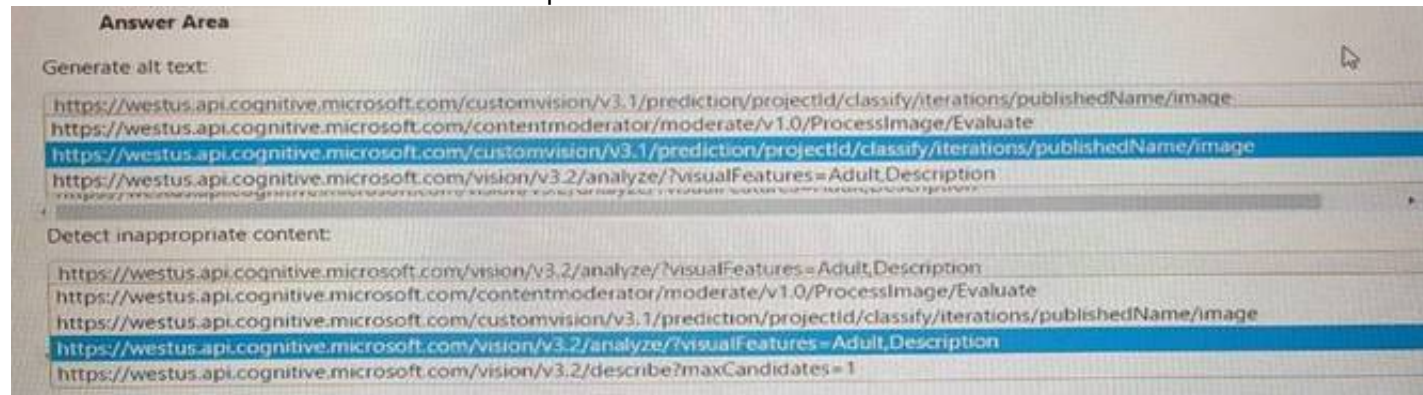 Answer Area
Generate alt text:
https://westus.api.cognitive.microsoft.com/customvision/v3.1/prediction/projectId/classify/iterations/publishedName/image
https://westus.api.cognitive.microsoft.com/contentmoderator/moderate/v1.0/ProcessImage/Evaluate
https://westus.api.cognitive.microsoft.com/customvision/v3.1/prediction/projectId/classify/iterations/publishedName/image
https://westus.api.cognitive.microsoft.com/vision/v3.2/analyze/?visualFeatures=Adult,Description
Detect inappropriate content:
https://westus.api.cognitive.microsoft.com/vision/v3.2/analyze/?visualFeatures=Adult,Description
https://westus.api.cognitive.microsoft.com/contentmoderator/moderate/v1.0/ProcessImage/Evaluate
https://westus.api.cognitive.microsoft.com/customvision/v3.1/prediction/projectId/classify/iterations/publishedName/image
https://westus.api.cognitive.microsoft.com/vision/v3.2/analyze/?visualFeatures=Adult,Description
https://westus.api.cognitive.microsoft.com/vision/v3.2/describe?maxCandidates=1